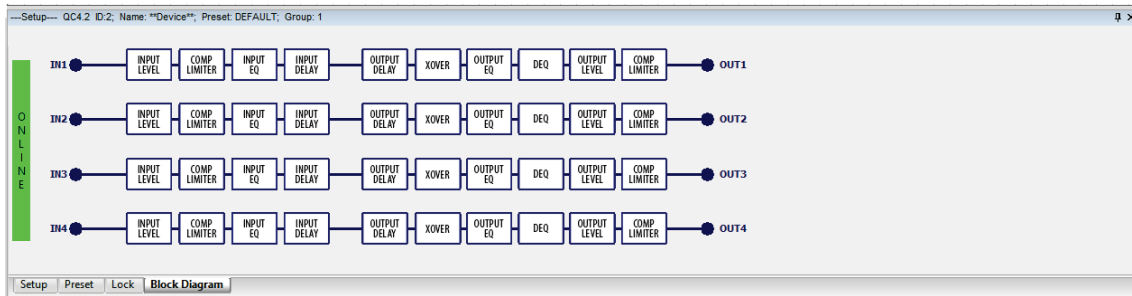 ---Setup--- QC4.2 ID:2; Name: **Device**; Preset: DEFAULT; Group: 1
ONLINE
IN1 INPUT LEVEL COMP LIMITER INPUT EQ INPUT DELAY OUTPUT DELAY XOVER OUTPUT EQ DEQ OUTPUT LEVEL COMP LIMITER OUT1
IN2 INPUT LEVEL COMP LIMITER INPUT EQ INPUT DELAY OUTPUT DELAY XOVER OUTPUT EQ DEQ OUTPUT LEVEL COMP LIMITER OUT2
IN3 INPUT LEVEL COMP LIMITER INPUT EQ INPUT DELAY OUTPUT DELAY XOVER OUTPUT EQ DEQ OUTPUT LEVEL COMP LIMITER OUT3
IN4 INPUT LEVEL COMP LIMITER INPUT EQ INPUT DELAY OUTPUT DELAY XOVER OUTPUT EQ DEQ OUTPUT LEVEL COMP LIMITER OUT4
Setup Preset Lock Block Diagram